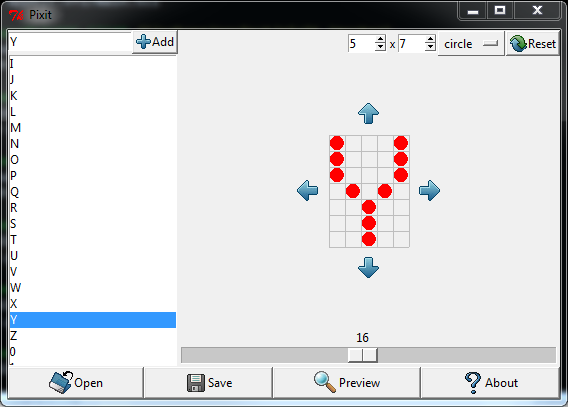 Pixit
Y Add 5 x 7 circle Reset
I
J
K
L
M
N
O
P
Q
R
S
T
U
V
W
X
Y
Z
0
16
Open Save Preview About